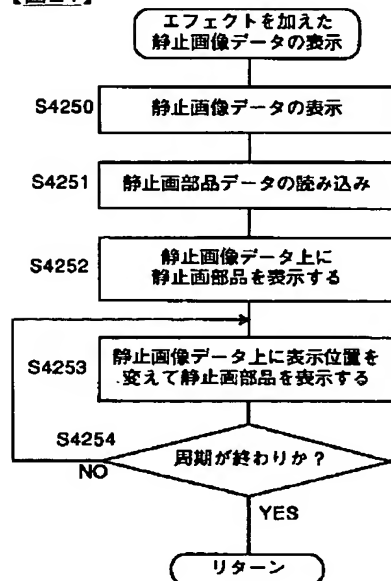 エフェクトを加えた
静止画像データの表示
S4250
静止画像データの表示
S4251
静止画部品データの読み込み
S4252
静止画像データ上に
静止画部品を表示する
S4253
静止画像データ上に表示位置を
変えて静止画部品を表示する
S4254
周期が終わりか？
NO
YES
リターン